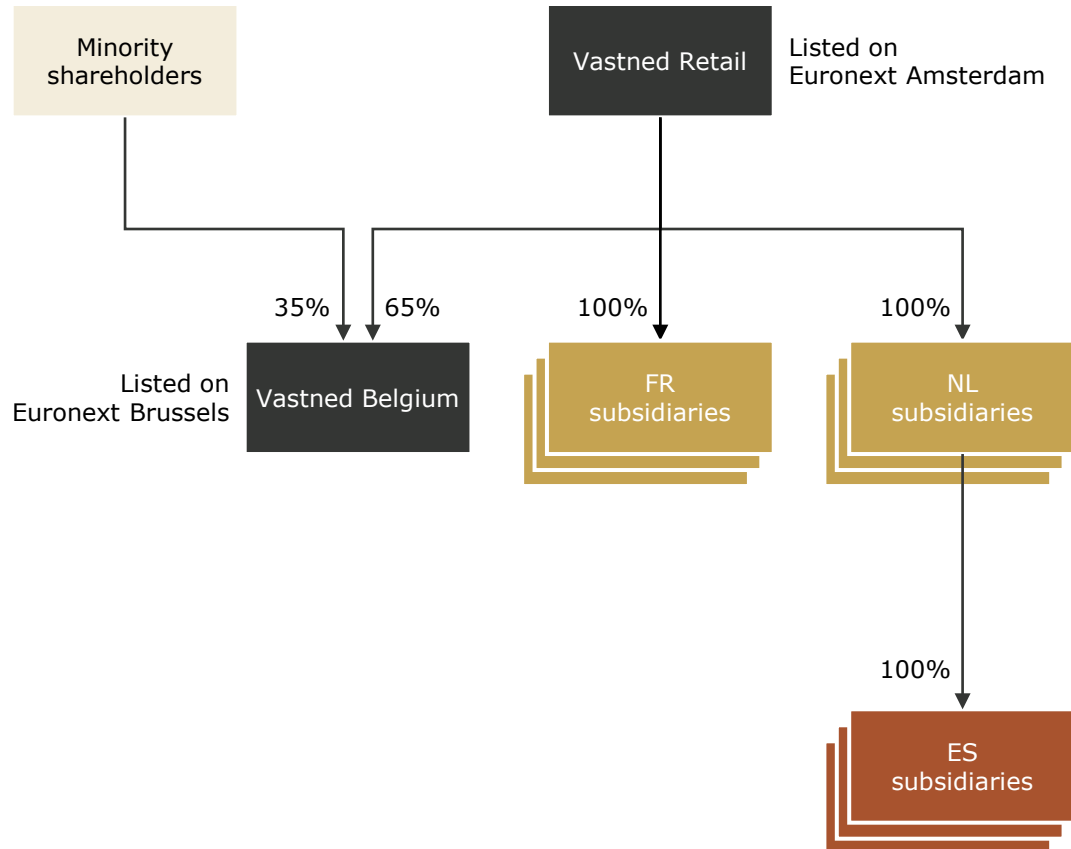 Minority
shareholders
Vastned Retail
Listed on
Euronext Amsterdam
35%
65%
100%
100%
Listed on
Euronext Brussels
Vastned Belgium
FR
subsidiaries
NL
subsidiaries
100%
ES
subsidiaries